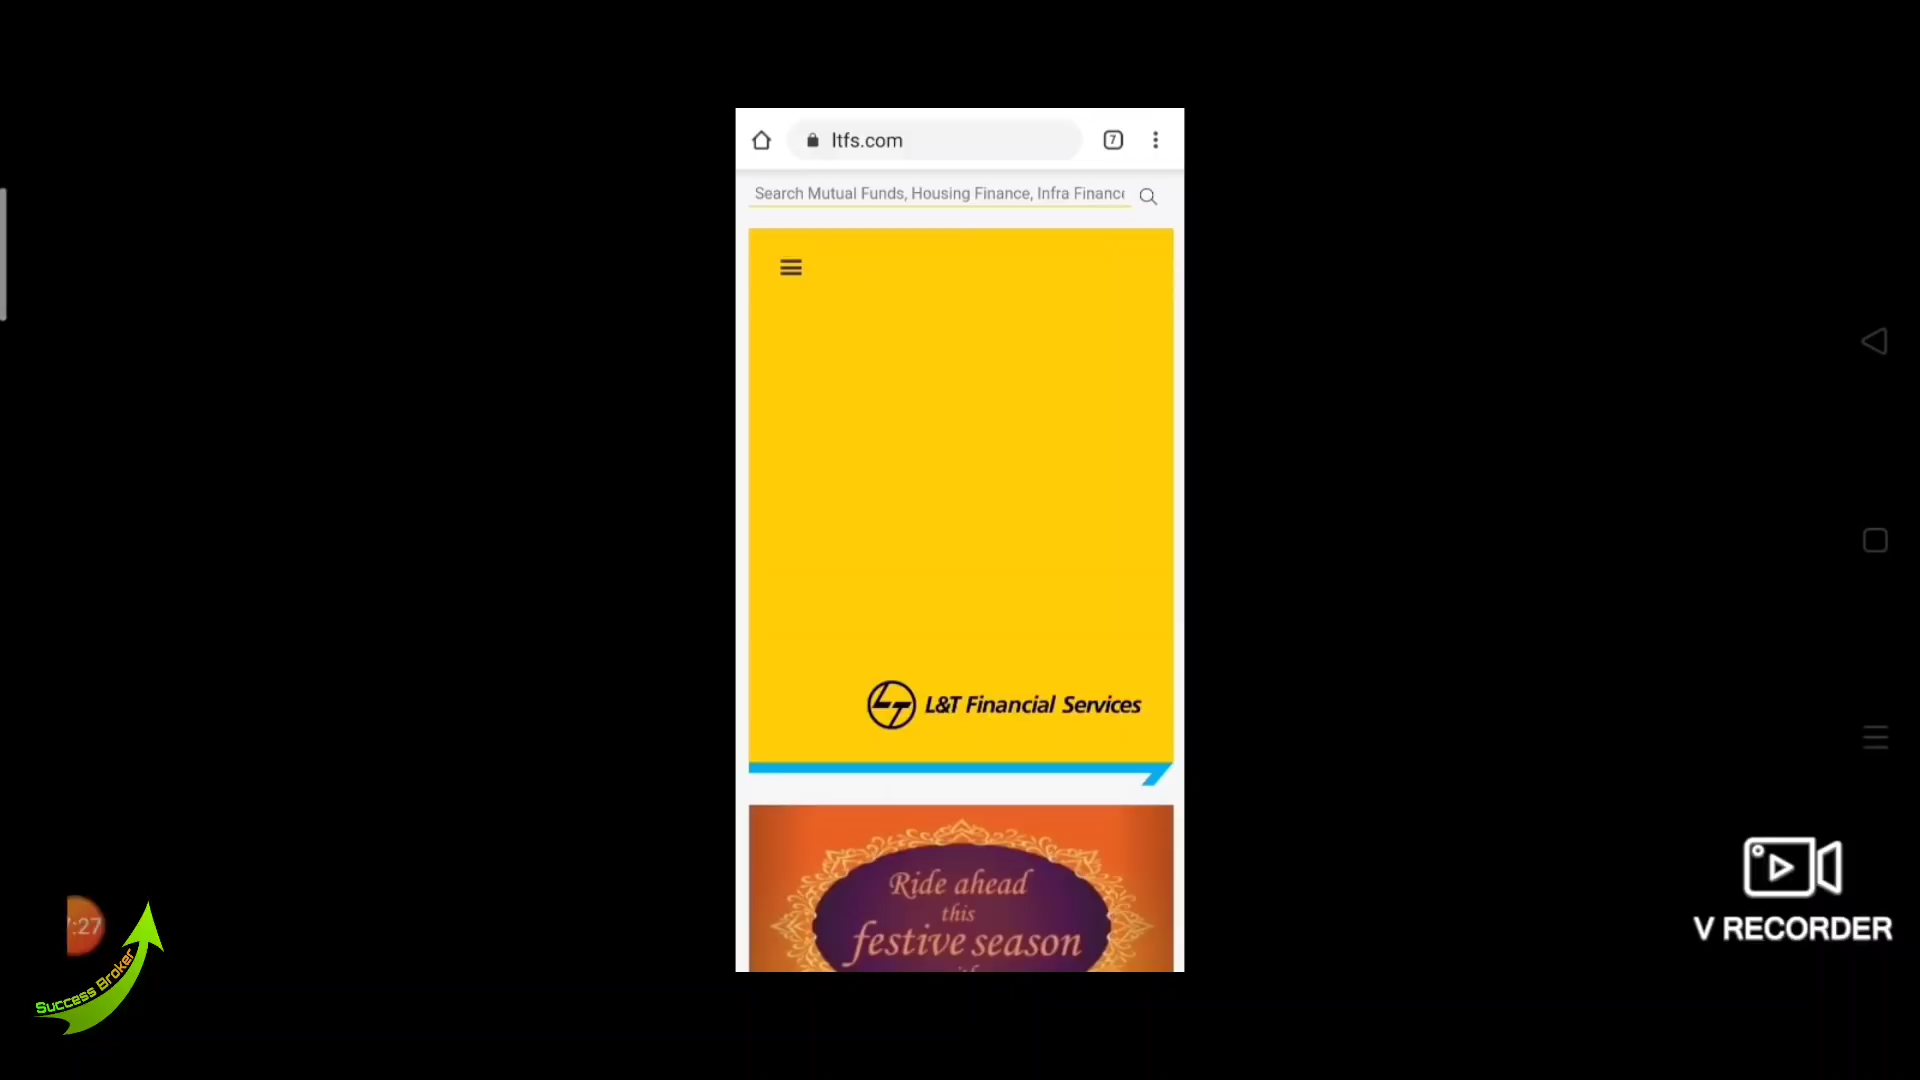 7
ltfs.com
Search Mutual Funds, Housing Finance, Infra Financ
L&T Financial Services
Ride ahead
this
festive season
:27
Success Broker
V RECORDER